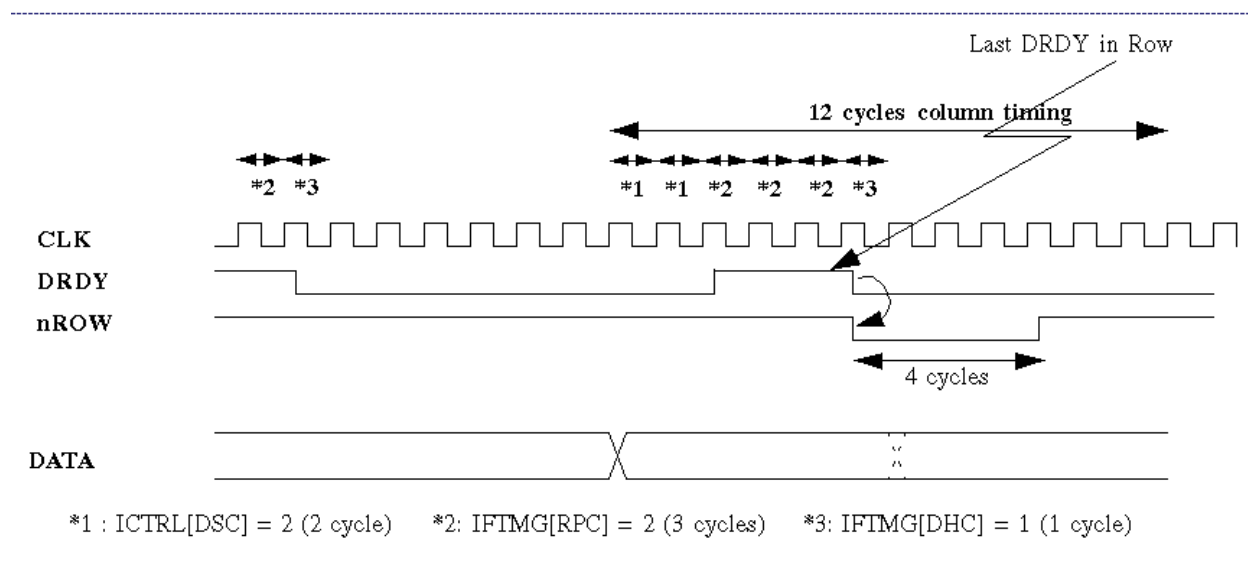 Last DRDY in Row
12 cycles column timing
*2 *3
*1 *1 *2 *2 *2 *3
CLK
DRDY
nROW
4 cycles
DATA
*1 : ICTRL[DSC] = 2 (2 cycle) *2: IFTMG[RPC] = 2 (3 cycles) *3: IFTMG[DHC] = 1 (1 cycle)